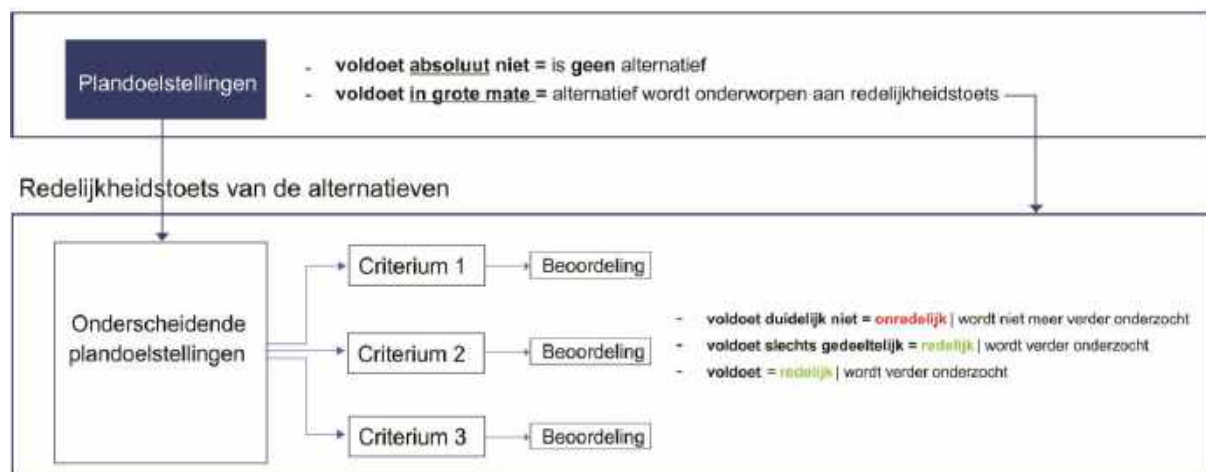 Plandoelstellingen
- voldoet absoluut niet = is geen alternatief
- voldoet in grote mate = alternatief wordt onderworpen aan redelijkheidstoets
Redelijkheidstoets van de alternatieven
Onderscheidende
plandoelstellingen
Criterium 1
Beoordeling
Criterium 2
Beoordeling
Criterium 3
Beoordeling
- voldoet duidelijk niet = onredelijk | wordt niet meer verder onderzocht
- voldoet slechts gedeeltelijk = redelijk | wordt verder onderzocht
- voldoet = redelijk | wordt verder onderzocht